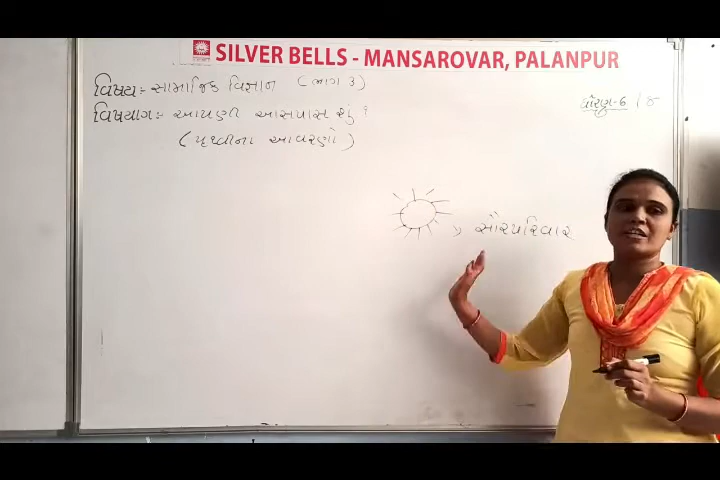 SILVER BELLS - MANSAROVAR, PALANPUR
વિષય:- સામાજિક વિજ્ઞાન (ભાગ 3)
વિષયાંગ:- આપણી આસપાસ શું?
(પૃથ્વીના આવરણો)
ધોરણ-6
સૌરપરિવાર